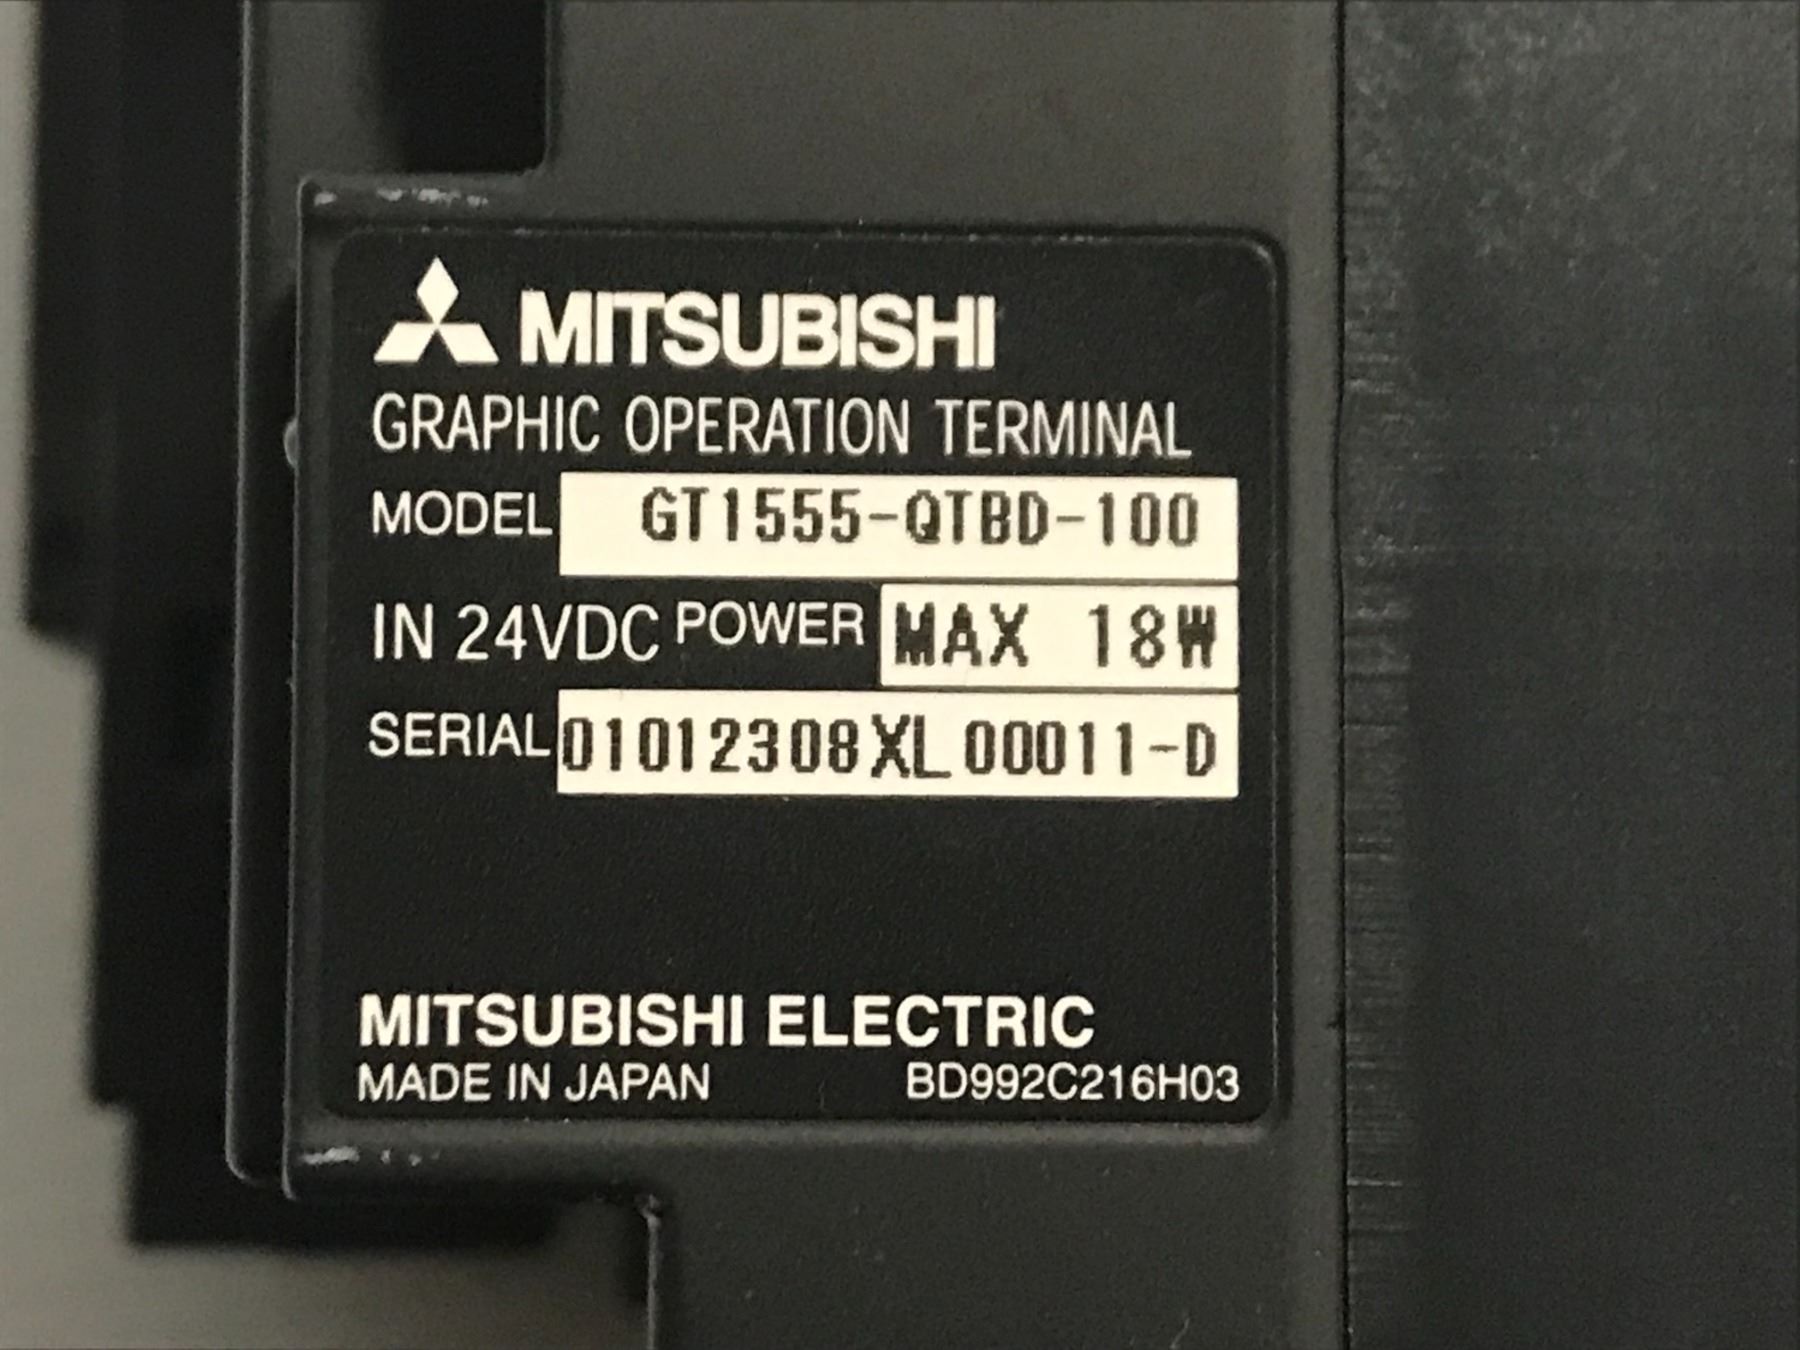 MITSUBISHI
GRAPHIC OPERATION TERMINAL
MODEL GT1555-QTBD-100
IN 24VDC POWER MAX 18W
SERIAL 01012308XL00011-D
MITSUBISHI ELECTRIC
MADE IN JAPAN BD992C216H03